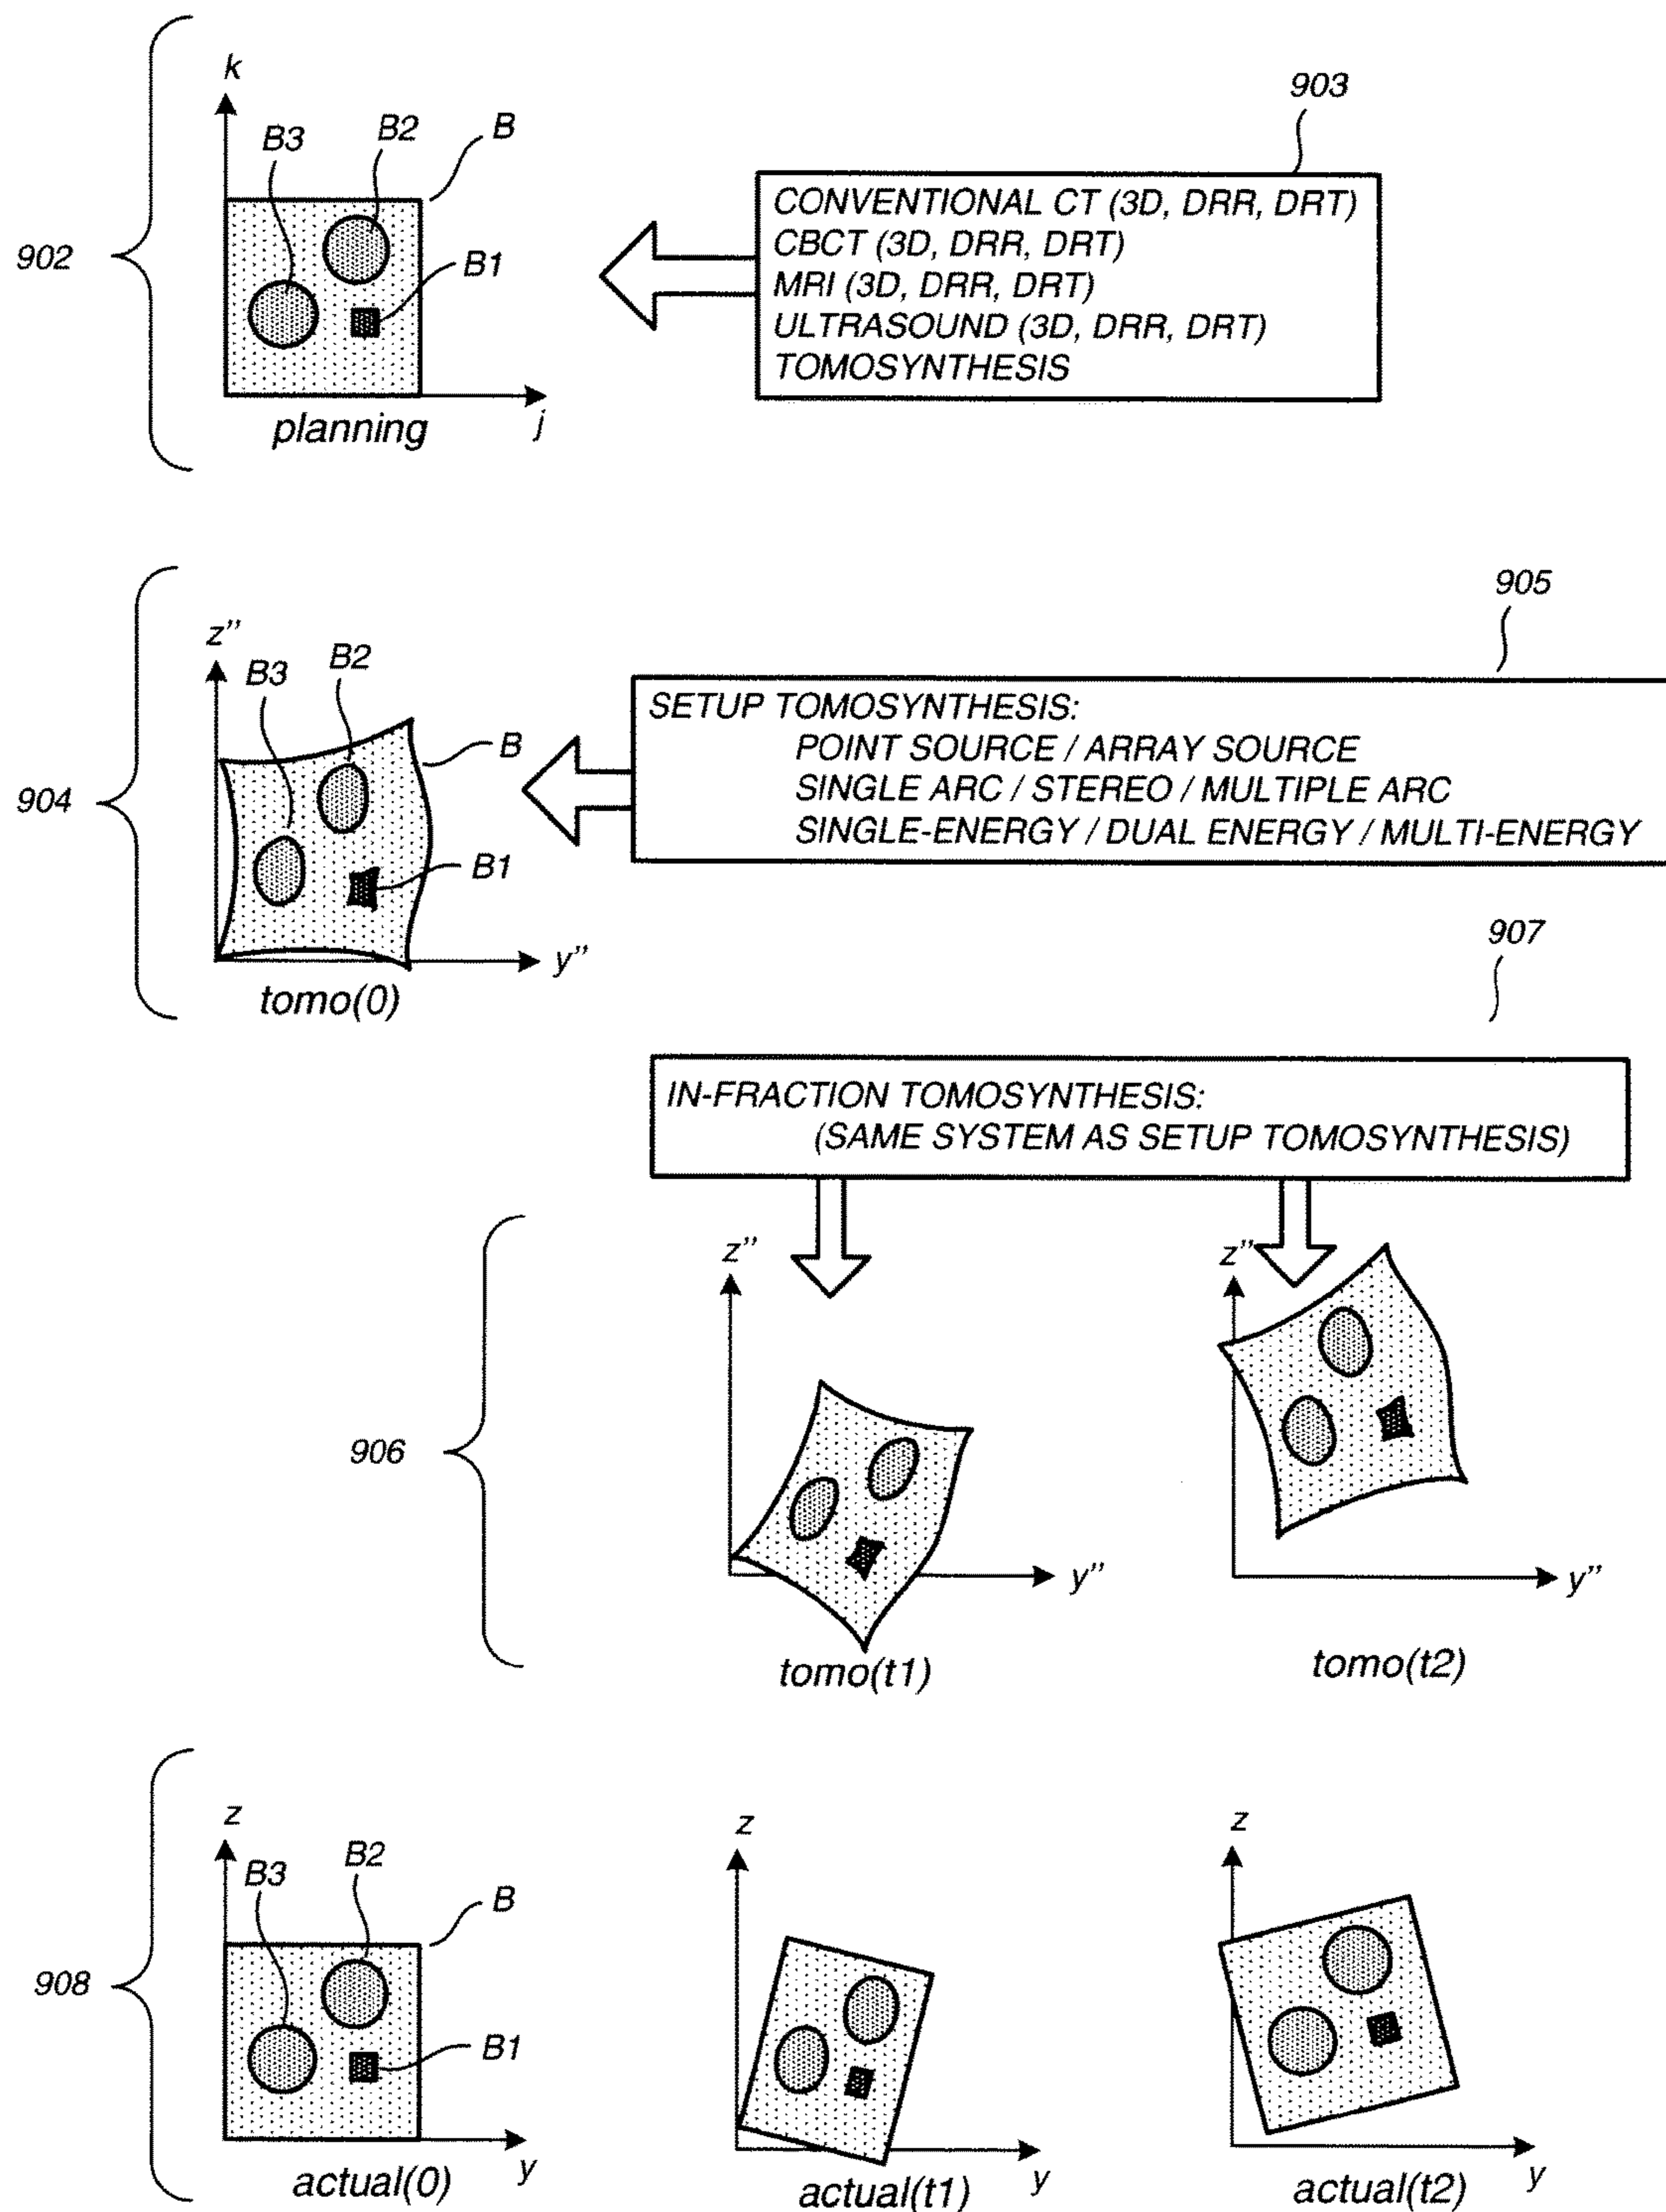 k
B3
B2
B
B1
902
planning
j
903
CONVENTIONAL CT (3D, DRR, DRT)
CBCT (3D, DRR, DRT)
MRI (3D, DRR, DRT)
ULTRASOUND (3D, DRR, DRT)
TOMOSYNTHESIS
904
z''
B3
B2
B
B1
y''
tomo(0)
905
SETUP TOMOSYNTHESIS:
POINT SOURCE / ARRAY SOURCE
SINGLE ARC / STEREO / MULTIPLE ARC
SINGLE-ENERGY / DUAL ENERGY / MULTI-ENERGY
907
IN-FRACTION TOMOSYNTHESIS:
(SAME SYSTEM AS SETUP TOMOSYNTHESIS)
906
z''
y''
tomo(t1)
z''
y''
tomo(t2)
908
z
B3
B2
B
B1
y
actual(0)
z
y
actual(t1)
z
y
actual(t2)